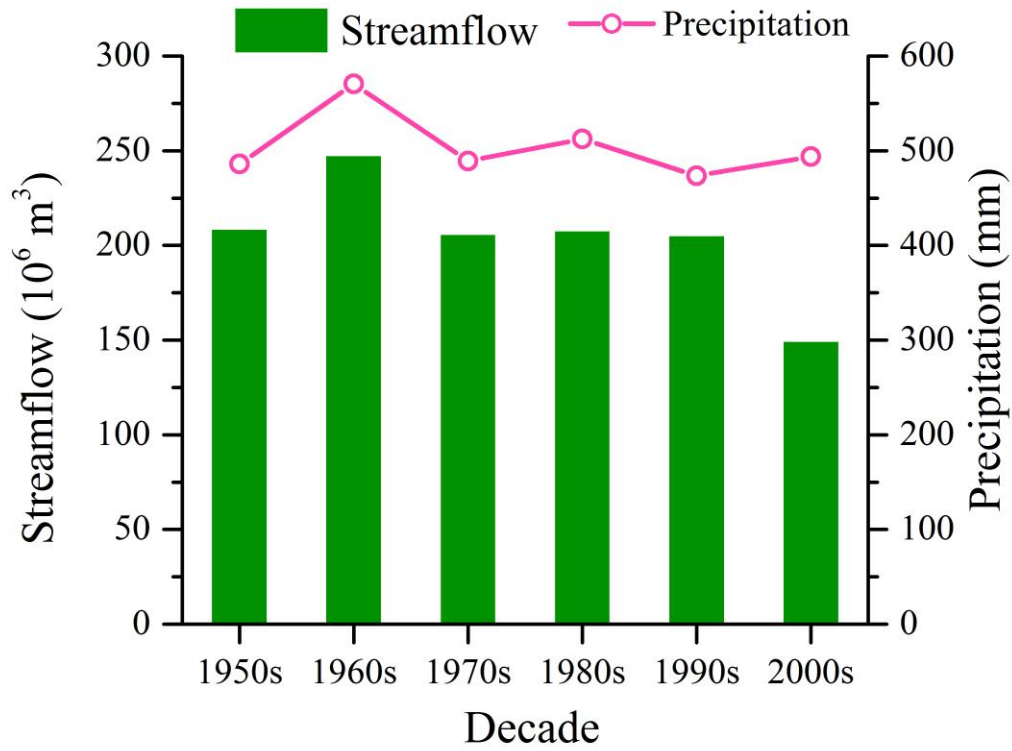 Streamflow
Precipitation
Streamflow (10⁶ m³)
300
250
200
150
100
50
0
Precipitation (mm)
600
500
400
300
200
100
0
1950s 1960s 1970s 1980s 1990s 2000s
Decade